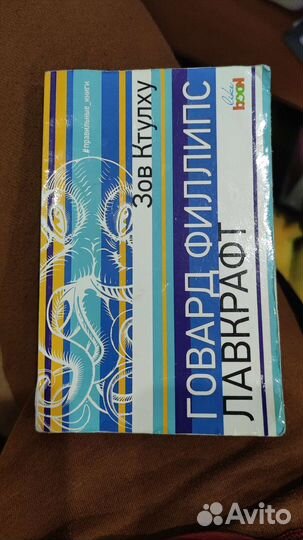 #правильные_книги
Зов Ктулху
ГОВАРД ФИЛЛИПС
ЛАВКРАФТ
Like
book
Avito